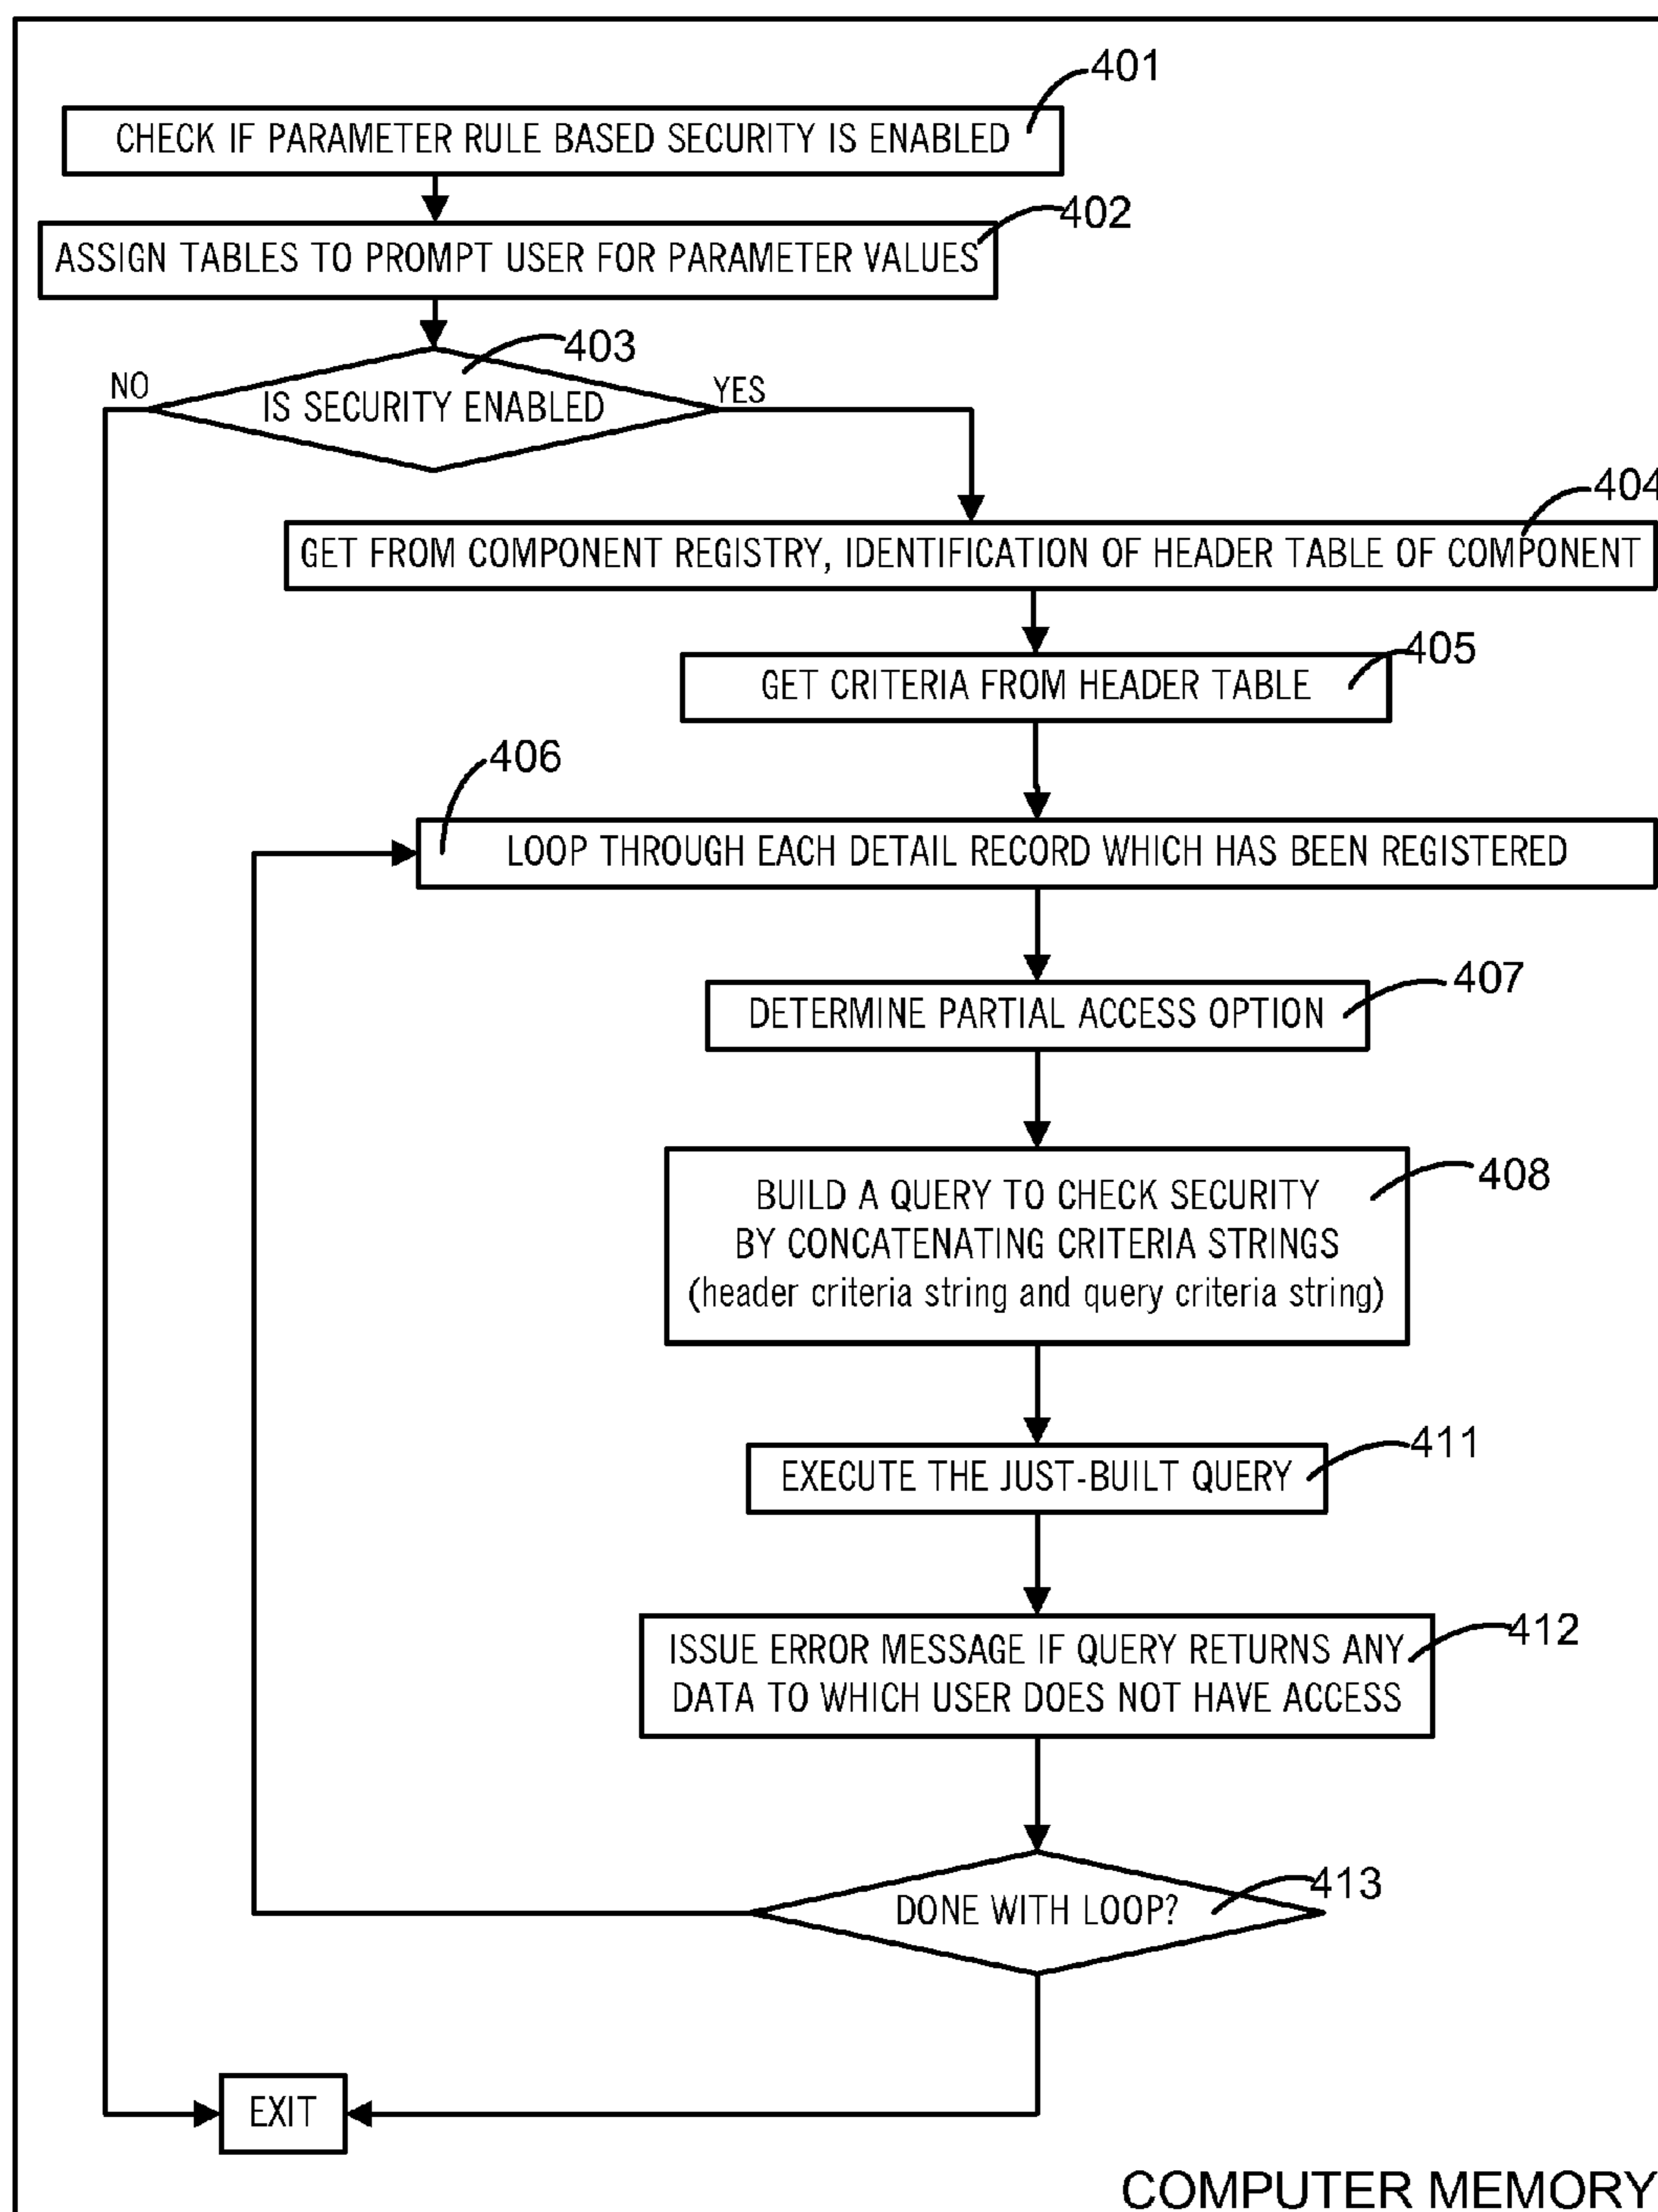 401
CHECK IF PARAMETER RULE BASED SECURITY IS ENABLED
402
ASSIGN TABLES TO PROMPT USER FOR PARAMETER VALUES
403
NO
IS SECURITY ENABLED
YES
404
GET FROM COMPONENT REGISTRY, IDENTIFICATION OF HEADER TABLE OF COMPONENT
405
GET CRITERIA FROM HEADER TABLE
406
LOOP THROUGH EACH DETAIL RECORD WHICH HAS BEEN REGISTERED
407
DETERMINE PARTIAL ACCESS OPTION
408
BUILD A QUERY TO CHECK SECURITY
BY CONCATENATING CRITERIA STRINGS
(header criteria string and query criteria string)
411
EXECUTE THE JUST-BUILT QUERY
412
ISSUE ERROR MESSAGE IF QUERY RETURNS ANY
DATA TO WHICH USER DOES NOT HAVE ACCESS
413
DONE WITH LOOP?
EXIT
COMPUTER MEMORY